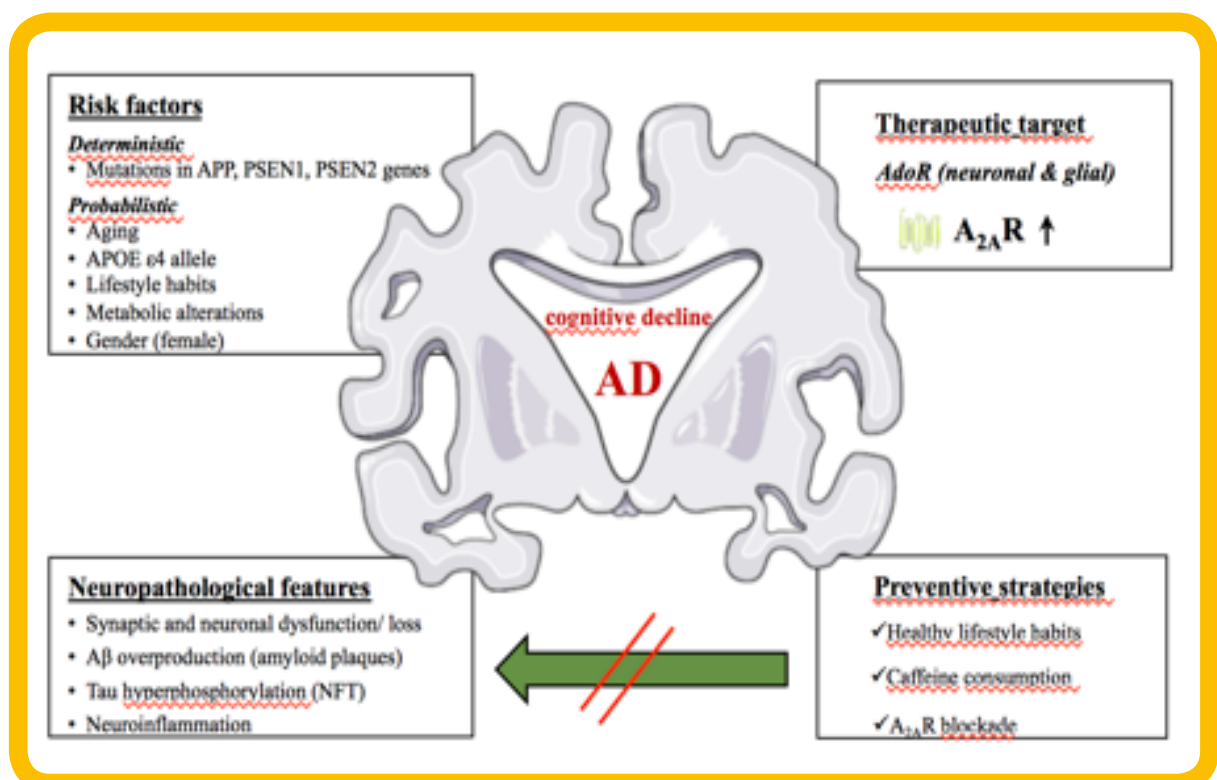 Risk factors
Deterministic
• Mutations in APP, PSEN1, PSEN2 genes
Probabilistic
• Aging
• APOE ε4 allele
• Lifestyle habits
• Metabolic alterations
• Gender (female)
Therapeutic target
AdoR (neuronal & glial)
A2AR ↑
cognitive decline
AD
Neuropathological features
• Synaptic and neuronal dysfunction/ loss
• Aβ overproduction (amyloid plaques)
• Tau hyperphosphorylation (NFT)
• Neuroinflammation
Preventive strategies
✓Healthy lifestyle habits
✓Caffeine consumption
✓A2AR blockade